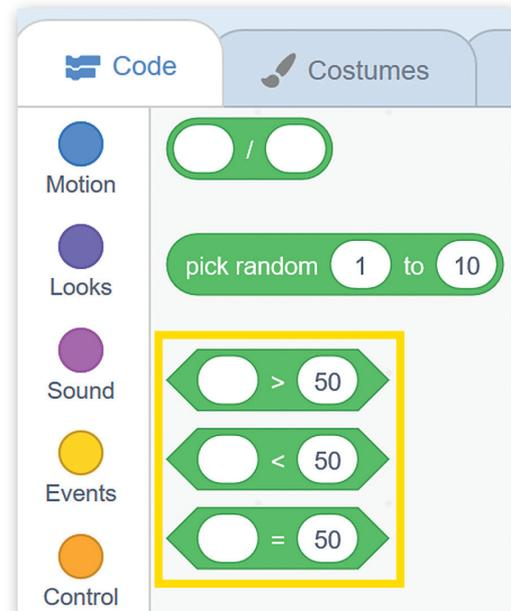 Code
Costumes
Motion
Looks
Sound
Events
Control
/
pick random 1 to 10
> 50
< 50
= 50